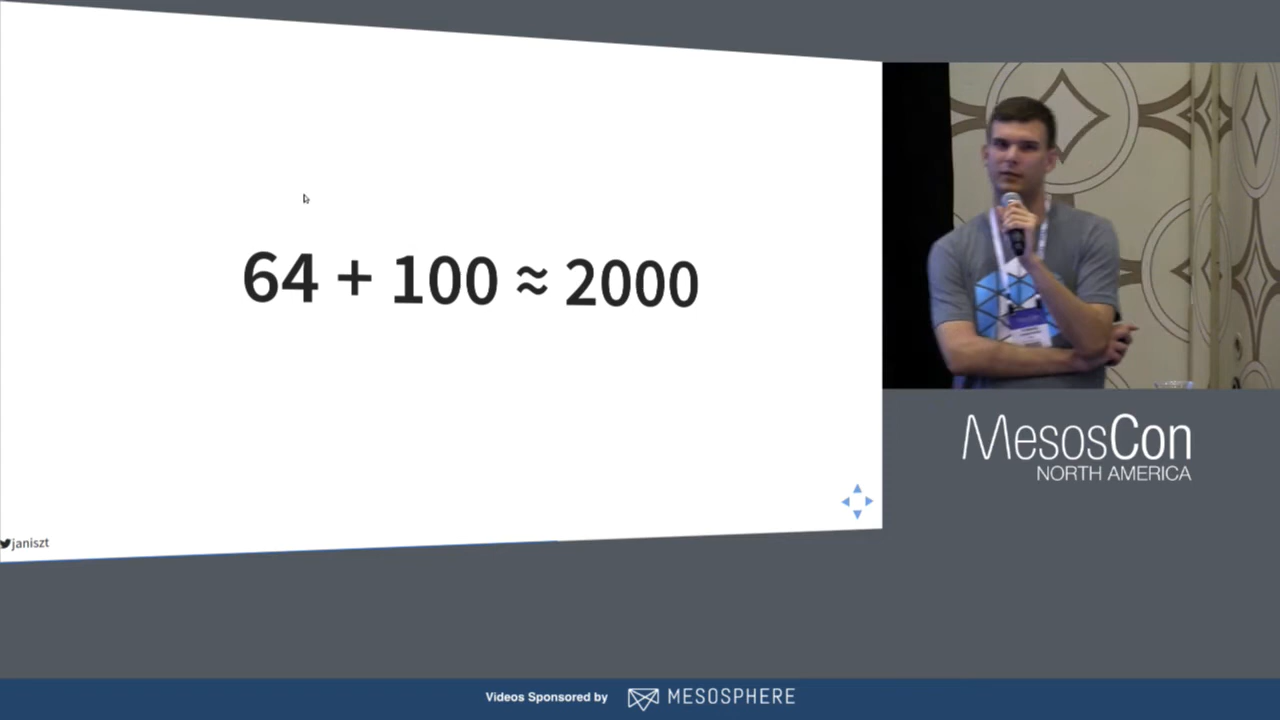 64 + 100 ≈ 2000
janiszt
MesosCon
NORTH AMERICA
Videos Sponsored by MESOSPHERE